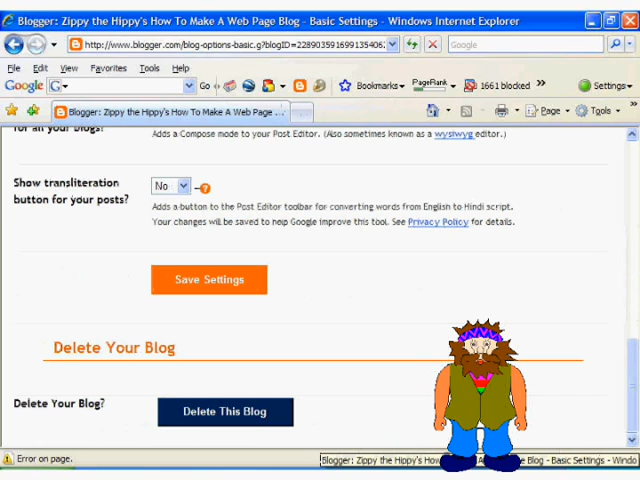 Blogger: Zippy the Hippy's How To Make A Web Page Blog - Basic Settings - Windows Internet Explorer
http://www.blogger.com/blog-options-basic.g?blogID=2289035916991354062
Google
File Edit View Favorites Tools Help
Google G Go Bookmarks PageRank 1661 blocked » Settings
Blogger: Zippy the Hippy's How To Make A Web Page ... Page Tools »
for all your blogs?
Adds a Compose mode to your Post Editor. (Also sometimes known as a wysiwyg editor.)
Show transliteration
button for your posts?
No ?
Adds a button to the Post Editor toolbar for converting words from English to Hindi script.
Your changes will be saved to help Google improve this tool. See Privacy Policy for details.
Save Settings
Delete Your Blog
Delete Your Blog?
Delete This Blog
Error on page.
Blogger: Zippy the Hippy's How Blog - Basic Settings - Windo